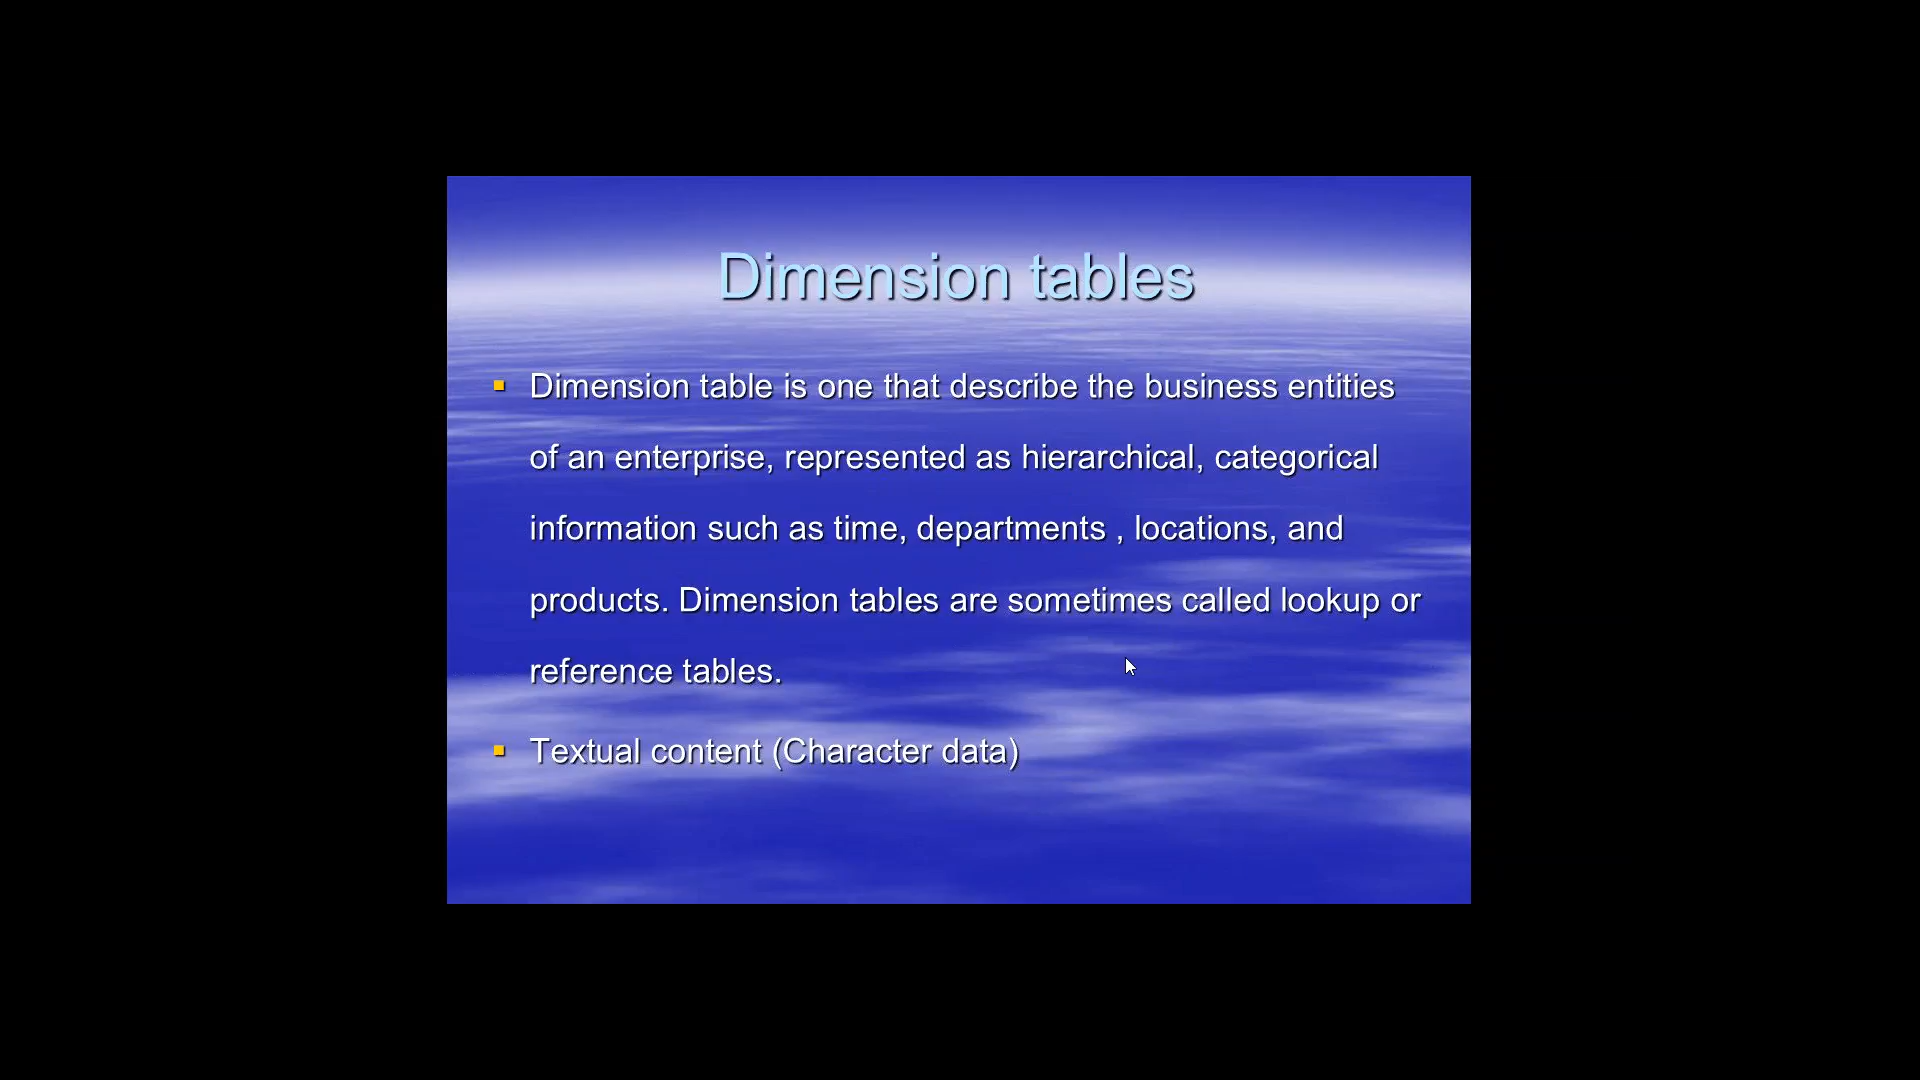 Dimension tables
Dimension table is one that describe the business entities
of an enterprise, represented as hierarchical, categorical
information such as time, departments , locations, and
products. Dimension tables are sometimes called lookup or
reference tables.
Textual content (Character data)